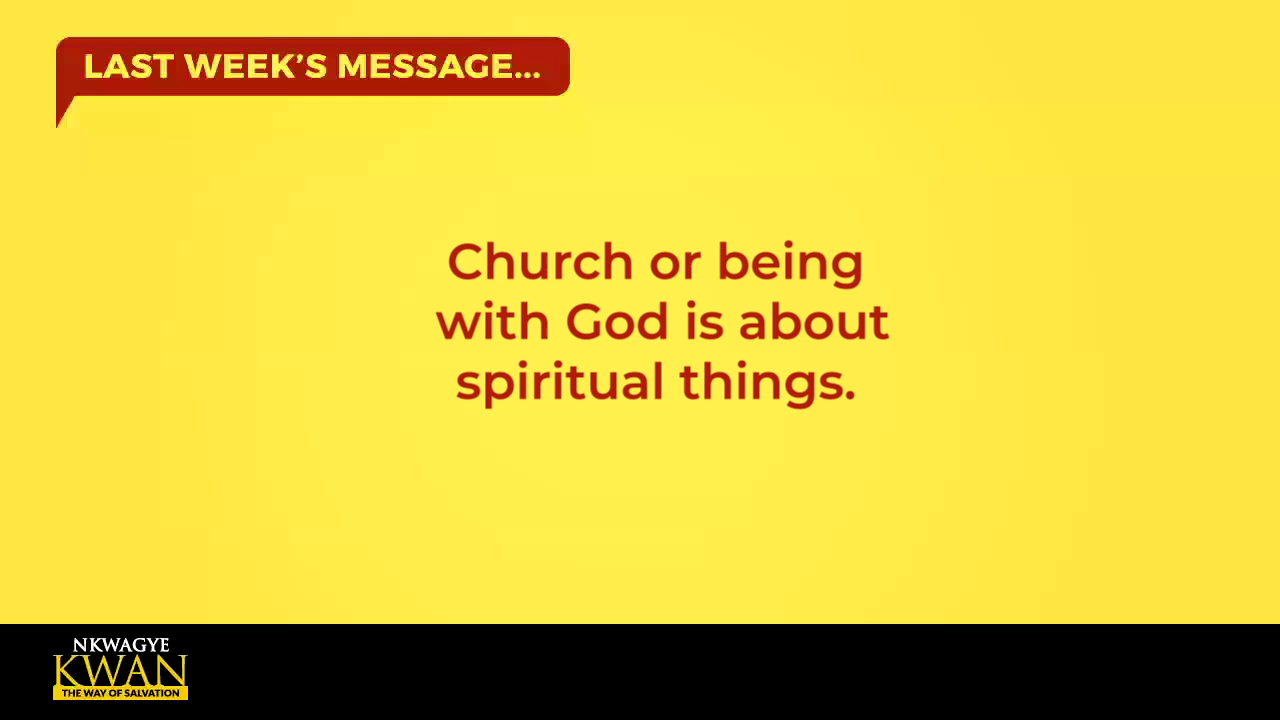 LAST WEEK'S MESSAGE...
Church or being
with God is about
spiritual things.
NKWAGYE
KWAN
THE WAY OF SALVATION